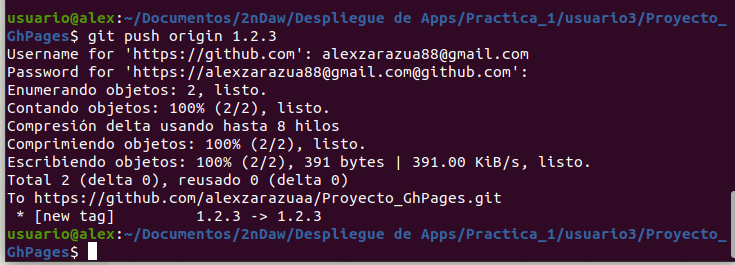 usuario@alex:~/Documentos/2nDaw/Despliegue de Apps/Practica_1/usuario3/Proyecto_
GhPages$ git push origin 1.2.3
Username for 'https://github.com': alexzarazua88@gmail.com
Password for 'https://alexzarazua88@gmail.com@github.com':
Enumerando objetos: 2, listo.
Contando objetos: 100% (2/2), listo.
Compresión delta usando hasta 8 hilos
Comprimiendo objetos: 100% (2/2), listo.
Escribiendo objetos: 100% (2/2), 391 bytes | 391.00 KiB/s, listo.
Total 2 (delta 0), reusado 0 (delta 0)
To https://github.com/alexzarazuaa/Proyecto_GhPages.git
 * [new tag]         1.2.3 -> 1.2.3
usuario@alex:~/Documentos/2nDaw/Despliegue de Apps/Practica_1/usuario3/Proyecto_
GhPages$